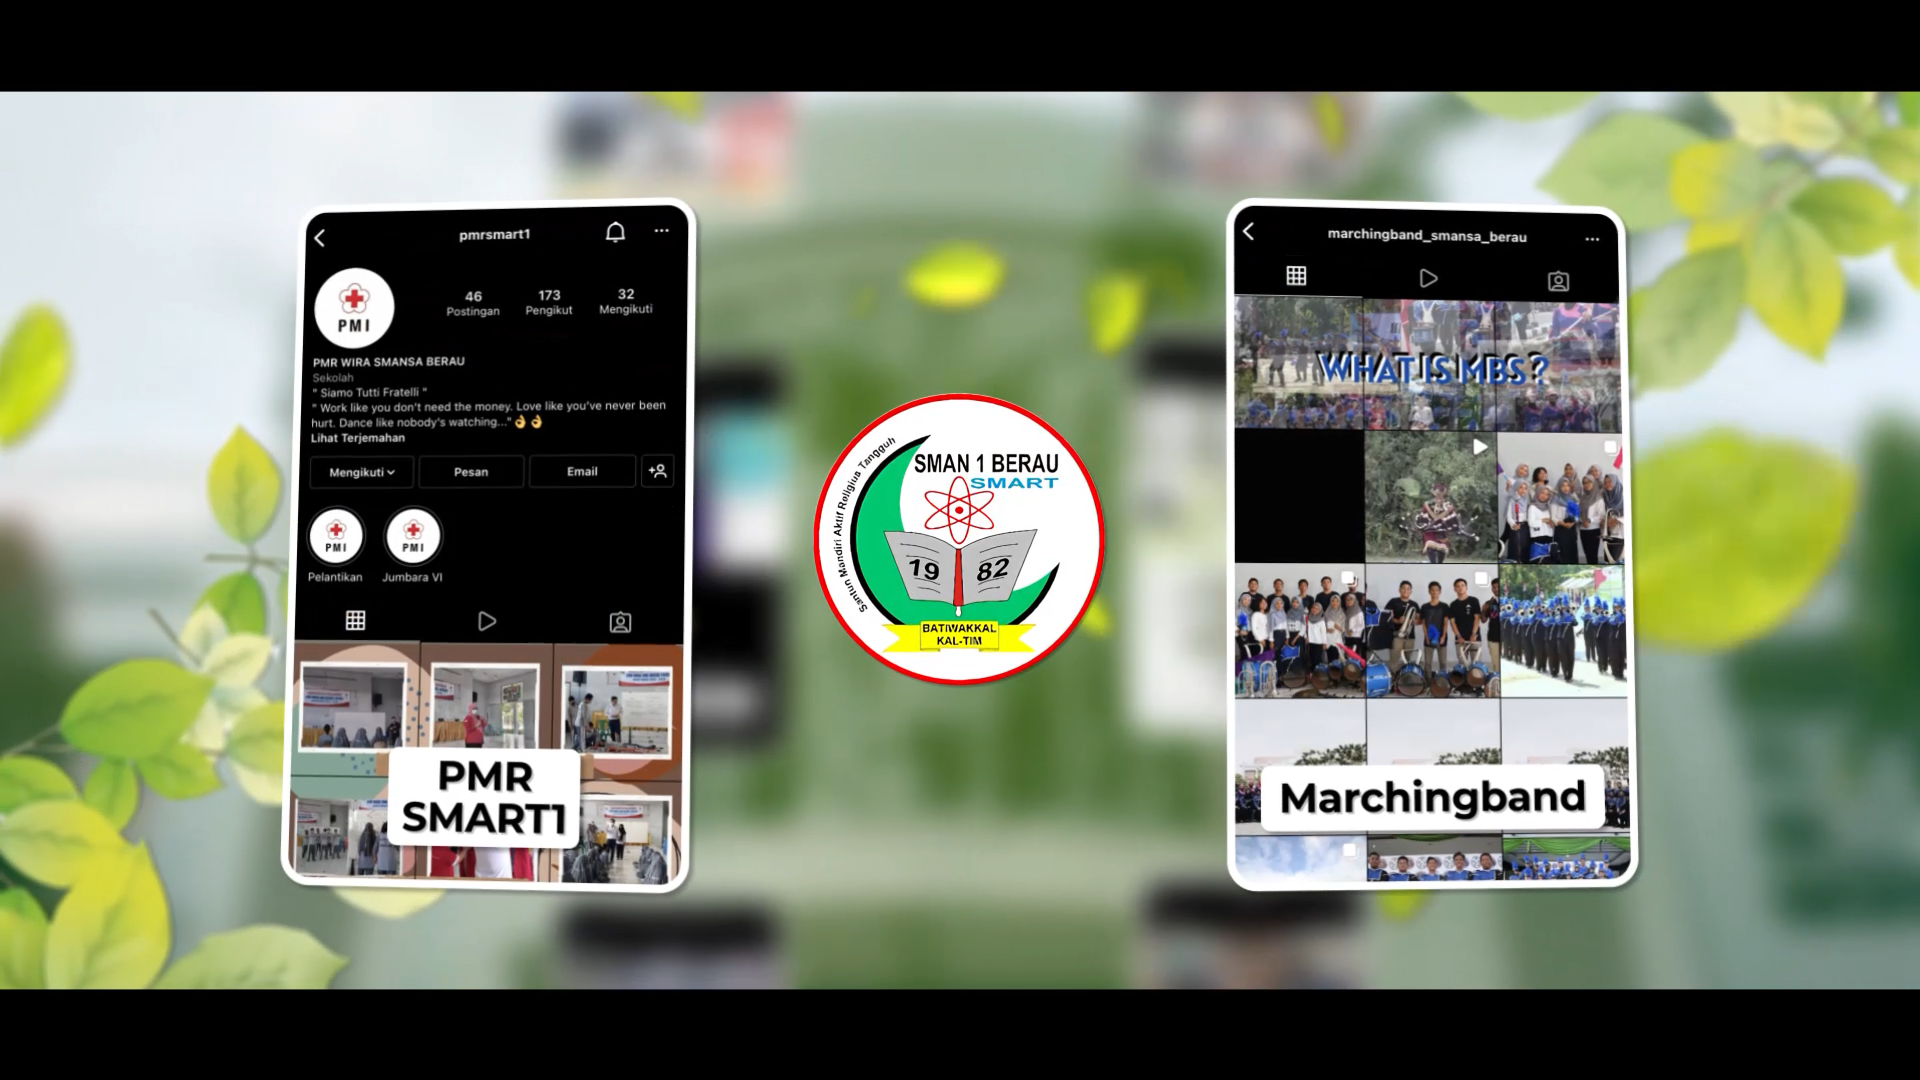 pmrsmart1
46
173
32
Postingan
Pengikut
Mengikuti
PMI
PMR WIRA SMANSA BERAU
Sekolah
" Siamo Tutti Fratelli "
" Work like you don't need the money. Love like you've never been
hurt. Dance like nobody's watching..."👌👌
Lihat Terjemahan
Mengikuti
Pesan
Email
PMI
PMI
Pelantikan
Jumbara VI
PMR
SMART1
Santun Mandiri Aktif Religius Tangguh
SMAN 1 BERAU
SMART
19 82
BATIWAKKAL
KAL-TIM
marchingband_smansa_berau
WHAT IS MBS?
Marchingband